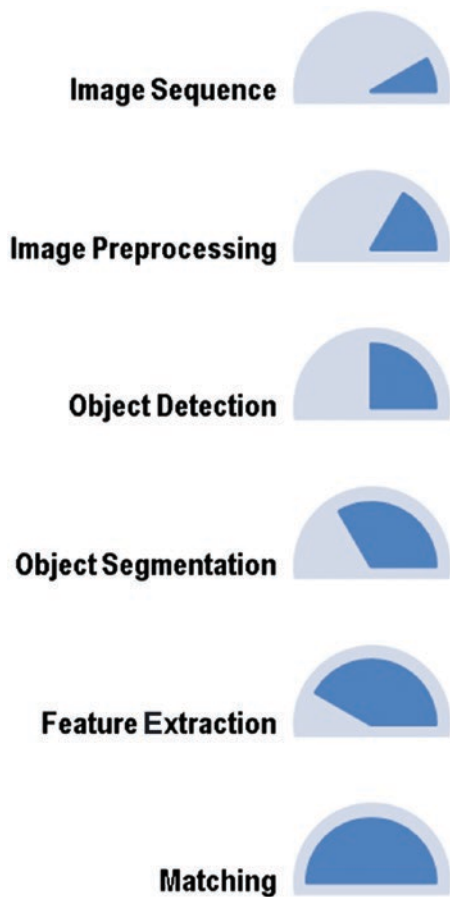 Image Sequence
Image Preprocessing
Object Detection
Object Segmentation
Feature Extraction
Matching